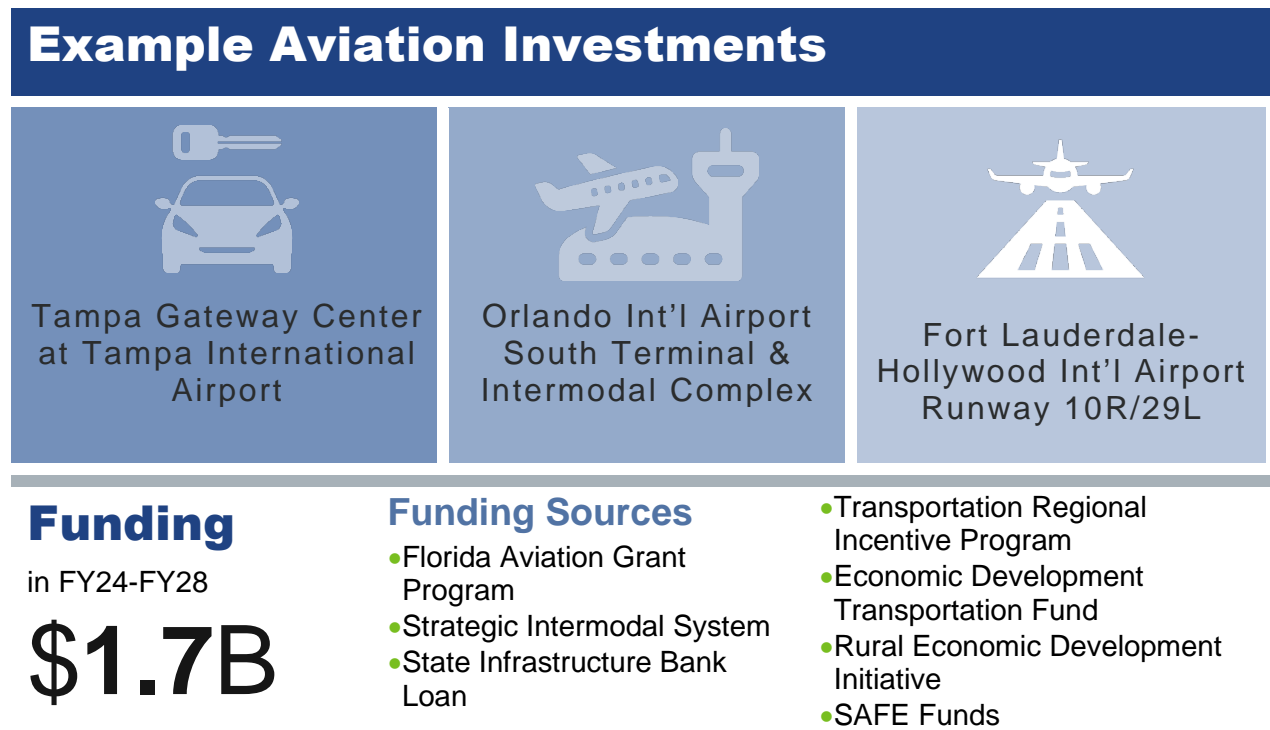 Example Aviation Investments
Tampa Gateway Center
at Tampa International
Airport
Orlando Int’l Airport
South Terminal &
Intermodal Complex
Fort Lauderdale-
Hollywood Int’l Airport
Runway 10R/29L
Funding
in FY24-FY28
$1.7B
Funding Sources
•Florida Aviation Grant
Program
•Strategic Intermodal System
•State Infrastructure Bank
Loan
•Transportation Regional
Incentive Program
•Economic Development
Transportation Fund
•Rural Economic Development
Initiative
•SAFE Funds